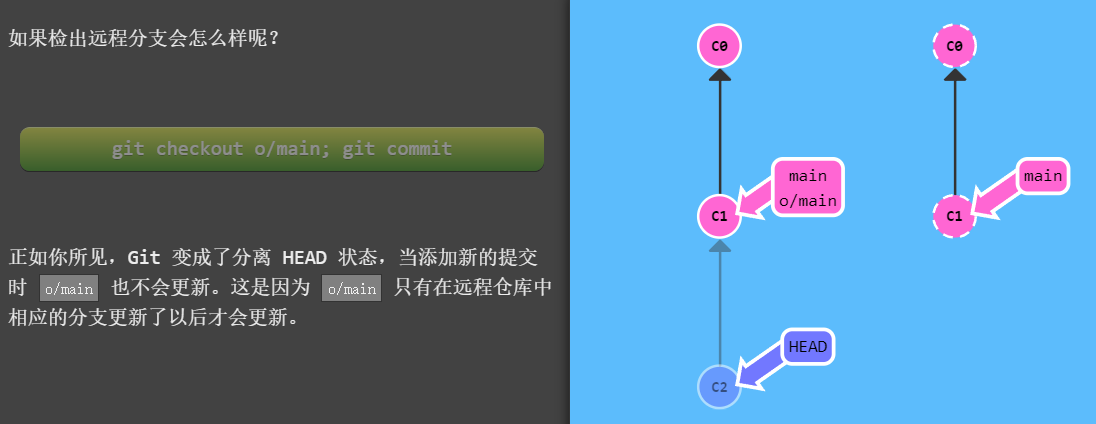 如果检出远程分支会怎么样呢？
git checkout o/main; git commit
正如你所见，Git 变成了分离 HEAD 状态，当添加新的提交
时 o/main 也不会更新。这是因为 o/main 只有在远程仓库中
相应的分支更新了以后才会更新。
C0
C0
main
o/main
main
C1
C1
HEAD
C2